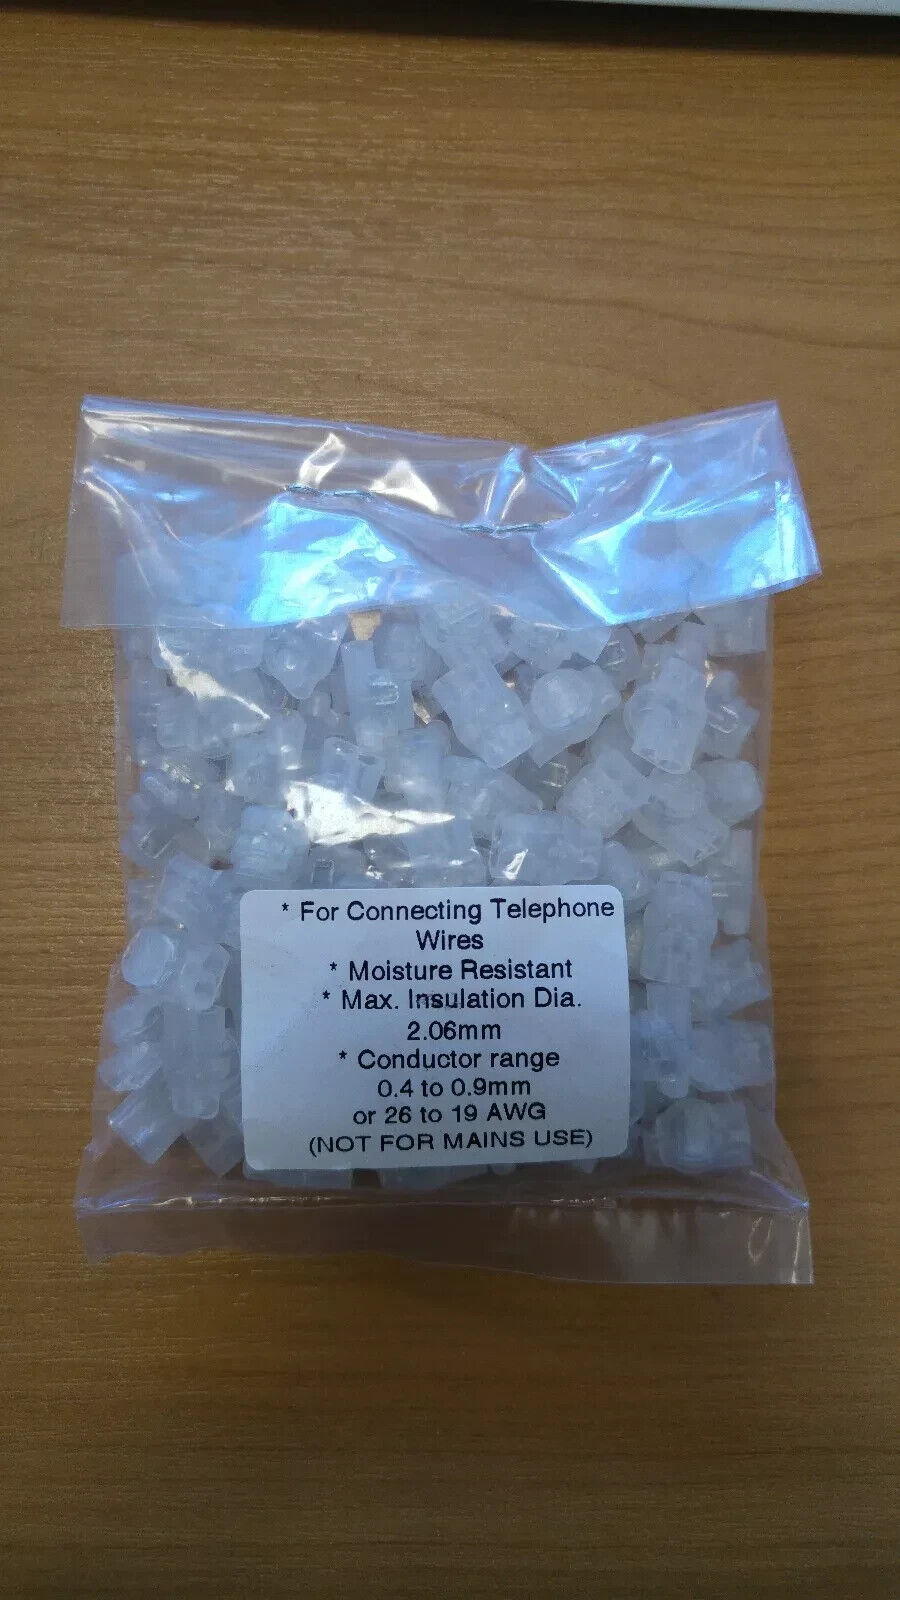 * For Connecting Telephone
Wires
* Moisture Resistant
* Max. Insulation Dia.
2.06mm
* Conductor range
0.4 to 0.9mm
or 26 to 19 AWG
(NOT FOR MAINS USE)